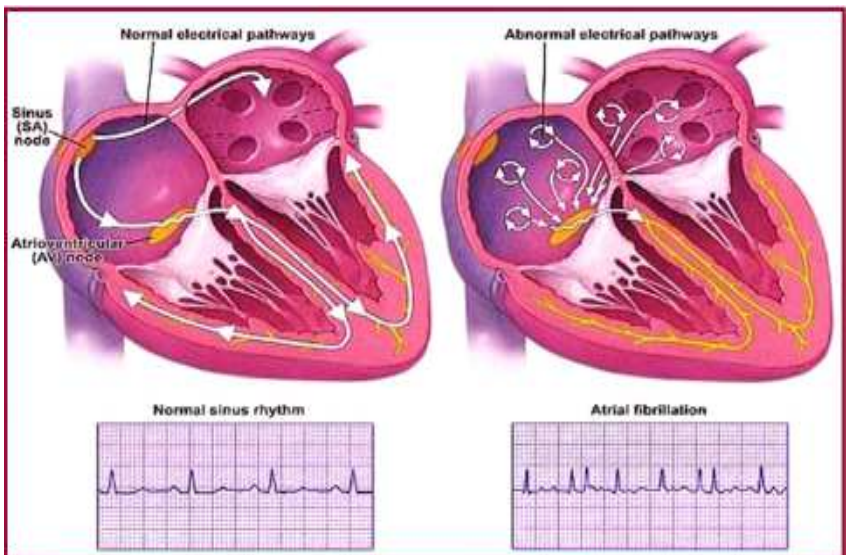 Normal electrical pathways
Abnormal electrical pathways
Sinus
(SA)
node
Atrioventricular
(AV) node
Normal sinus rhythm
Atrial fibrillation